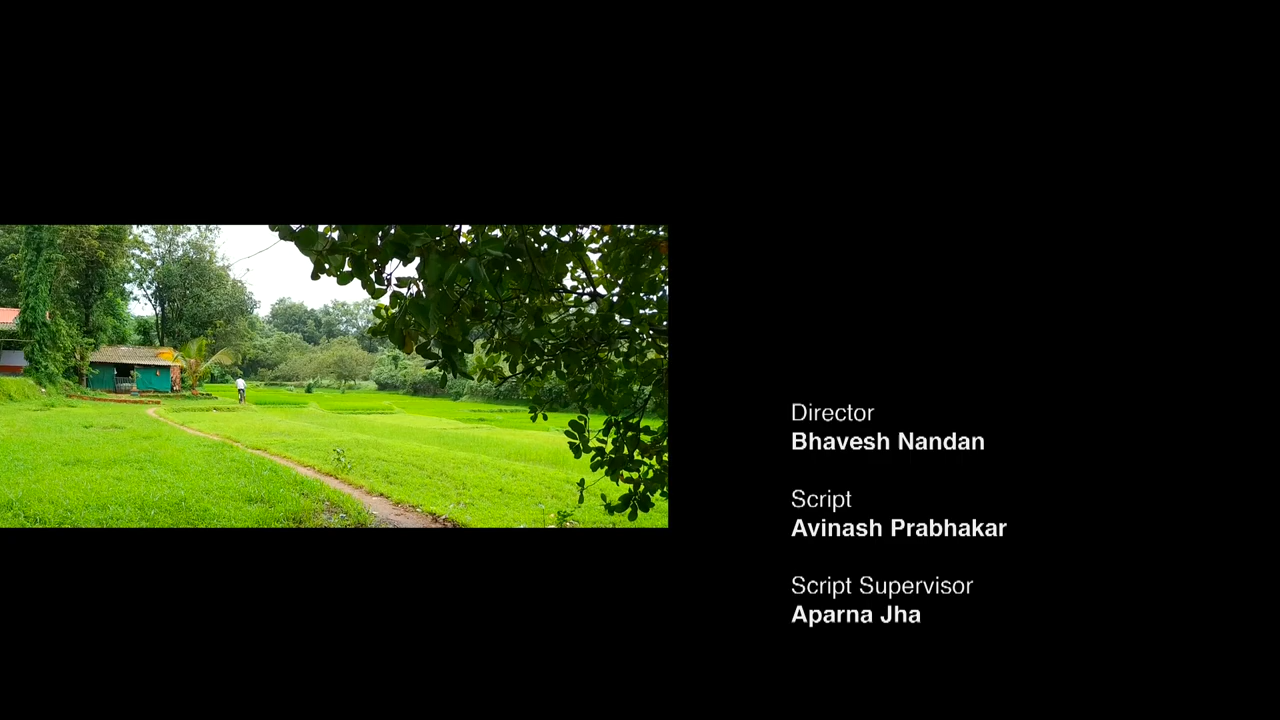 Director
Bhavesh Nandan
Script
Avinash Prabhakar
Script Supervisor
Aparna Jha